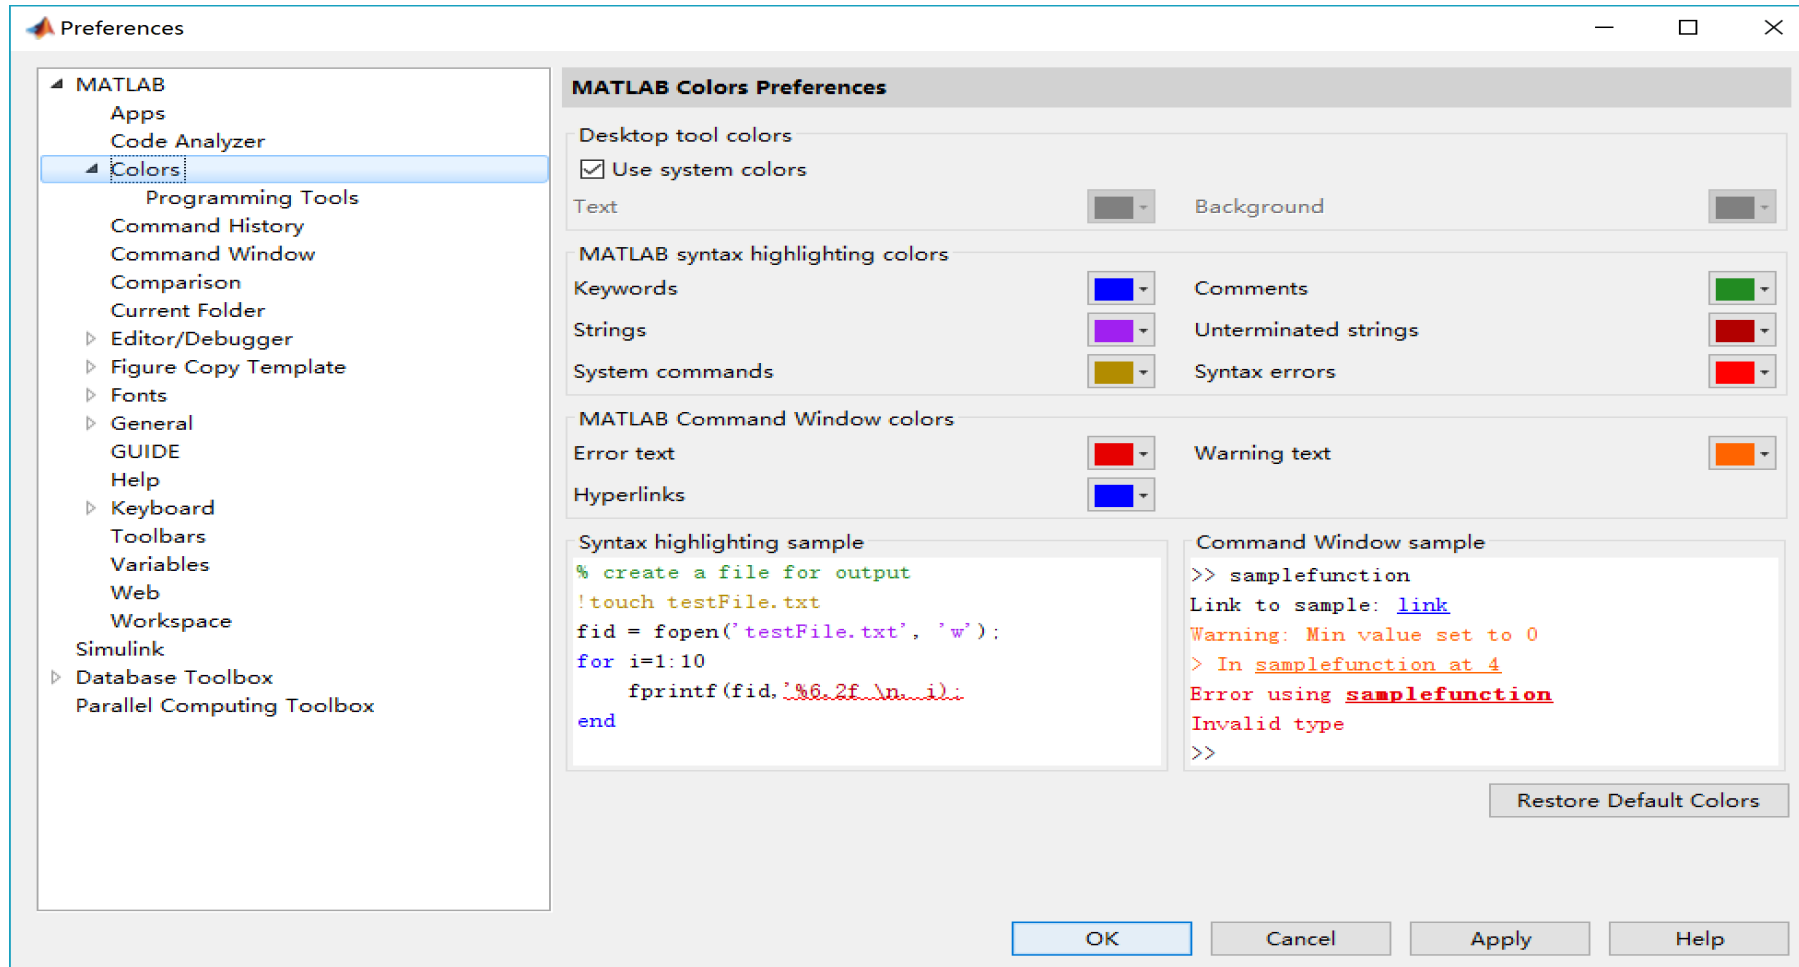 Preferences
MATLAB
Apps
Code Analyzer
Colors
Programming Tools
Command History
Command Window
Comparison
Current Folder
Editor/Debugger
Figure Copy Template
Fonts
General
GUIDE
Help
Keyboard
Toolbars
Variables
Web
Workspace
Simulink
Database Toolbox
Parallel Computing Toolbox
MATLAB Colors Preferences
Desktop tool colors
Use system colors
Text Background
MATLAB syntax highlighting colors
Keywords Comments
Strings Unterminated strings
System commands Syntax errors
MATLAB Command Window colors
Error text Warning text
Hyperlinks
Syntax highlighting sample
% create a file for output
!touch testFile.txt
fid = fopen('testFile.txt', 'w');
for i=1:10
fprintf(fid,'%6.2f \n, i);
end
Command Window sample
>> samplefunction
Link to sample: link
Warning: Min value set to 0
> In samplefunction at 4
Error using samplefunction
Invalid type
>>
Restore Default Colors
OK Cancel Apply Help